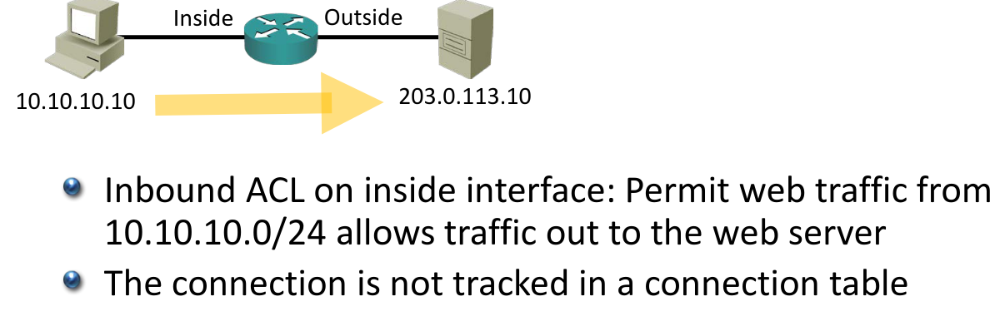 Inside
Outside
10.10.10.10
203.0.113.10
Inbound ACL on inside interface: Permit web traffic from
10.10.10.0/24 allows traffic out to the web server
The connection is not tracked in a connection table